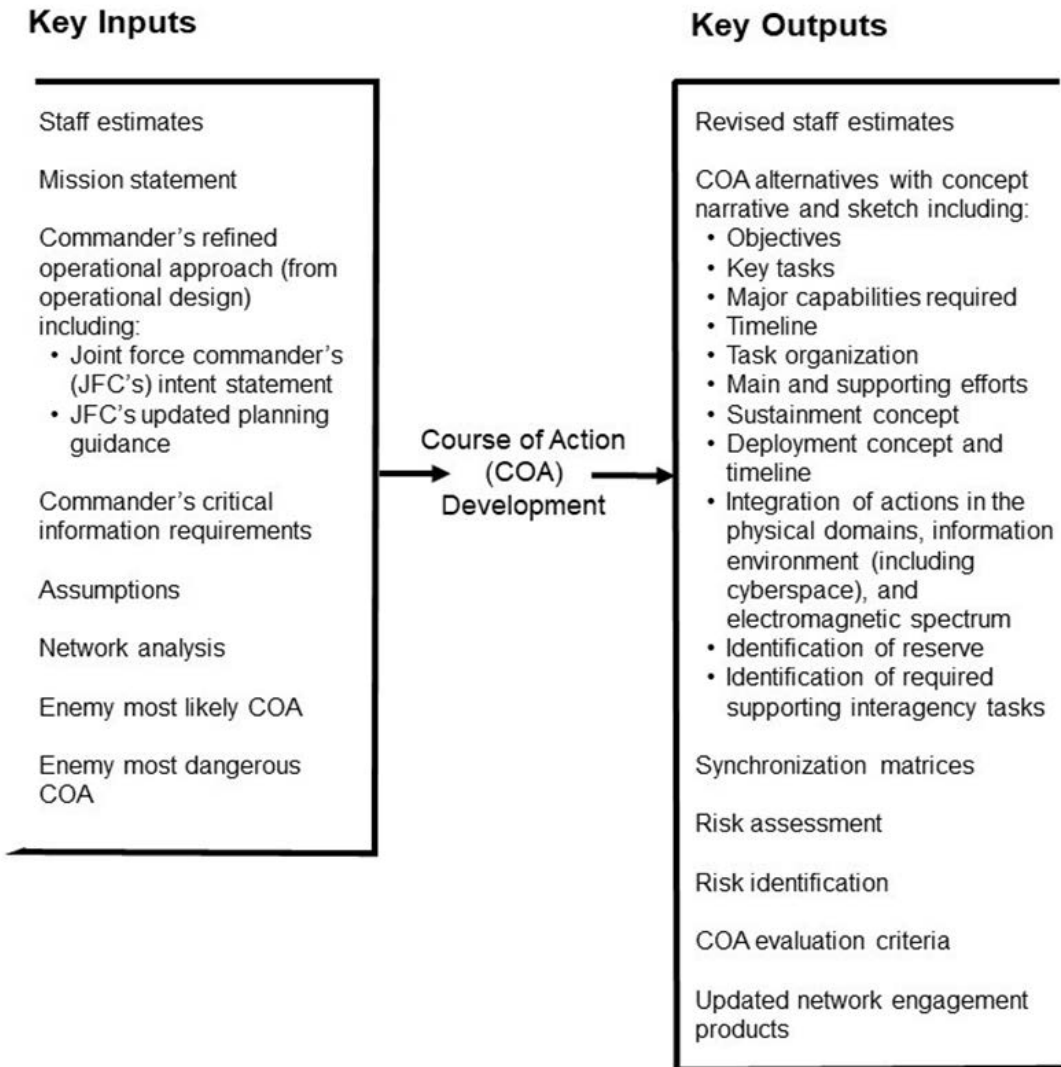 Key Inputs
Staff estimates
Mission statement
Commander's refined
operational approach (from
operational design)
including:
• Joint force commander's
(JFC's) intent statement
• JFC's updated planning
guidance
Commander's critical
information requirements
Assumptions
Network analysis
Enemy most likely COA
Enemy most dangerous
COA
Course of Action
(COA)
Development
Key Outputs
Revised staff estimates
COA alternatives with concept
narrative and sketch including:
• Objectives
• Key tasks
• Major capabilities required
• Timeline
• Task organization
• Main and supporting efforts
• Sustainment concept
• Deployment concept and
timeline
• Integration of actions in the
physical domains, information
environment (including
cyberspace), and
electromagnetic spectrum
• Identification of reserve
• Identification of required
supporting interagency tasks
Synchronization matrices
Risk assessment
Risk identification
COA evaluation criteria
Updated network engagement
products